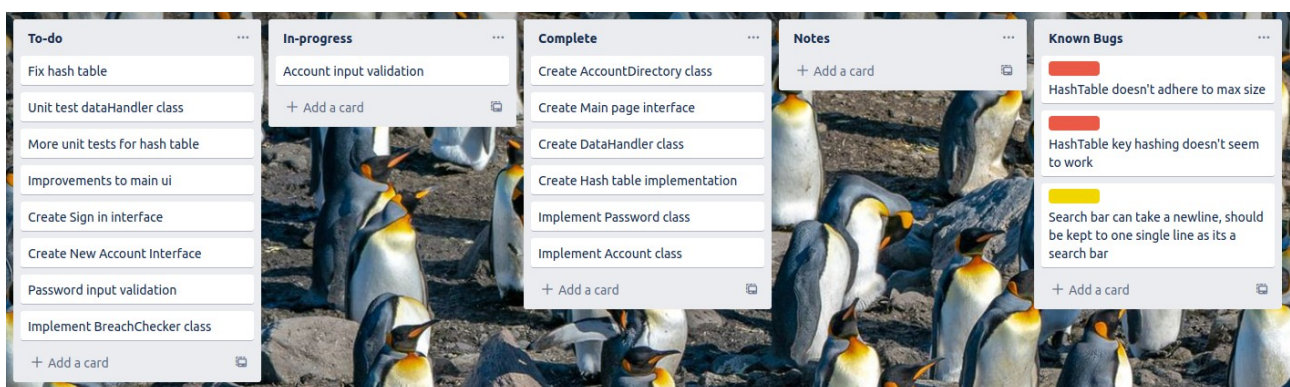 To-do
Fix hash table
Unit test dataHandler class
More unit tests for hash table
Improvements to main ui
Create Sign in interface
Create New Account Interface
Password input validation
Implement BreachChecker class
+ Add a card
In-progress
Account input validation
+ Add a card
Complete
Create AccountDirectory class
Create Main page interface
Create DataHandler class
Create Hash table implementation
Implement Password class
Implement Account class
+ Add a card
Notes
+ Add a card
Known Bugs
HashTable doesn't adhere to max size
HashTable key hashing doesn't seem
to work
Search bar can take a newline, should
be kept to one single line as its a
search bar
+ Add a card